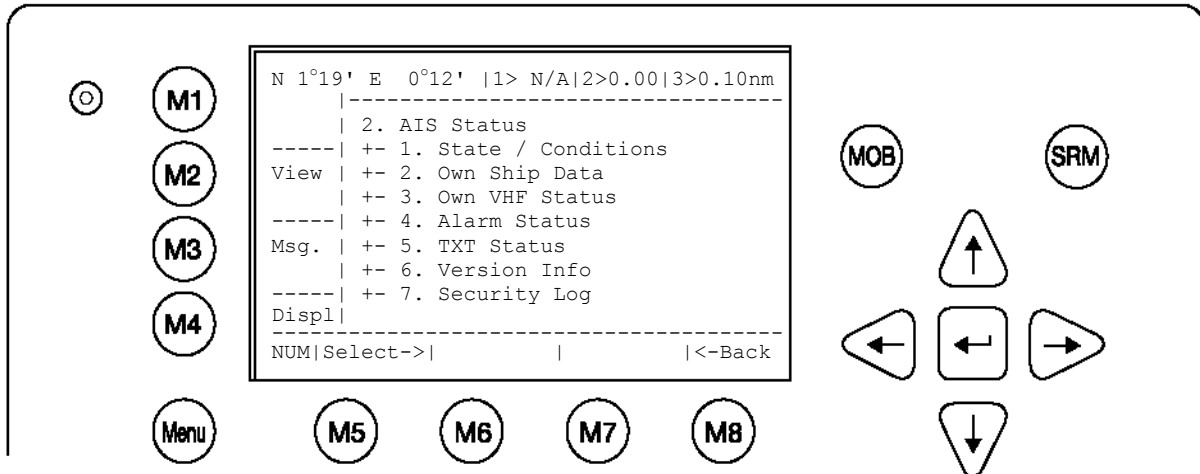 N 1°19' E 0°12' |1> N/A|2>0.00|3>0.10nm
|----------------------------------
M1
| 2. AIS Status
-----| +- 1. State / Conditions
MOB
SRM
M2
View | +- 2. Own Ship Data
| +- 3. Own VHF Status
-----| +- 4. Alarm Status
M3
Msg. | +- 5. TXT Status
| +- 6. Version Info
-----| +- 7. Security Log
M4
Displ|
----------------------------------------
NUM|Select->| | |<-Back
Menu
M5
M6
M7
M8